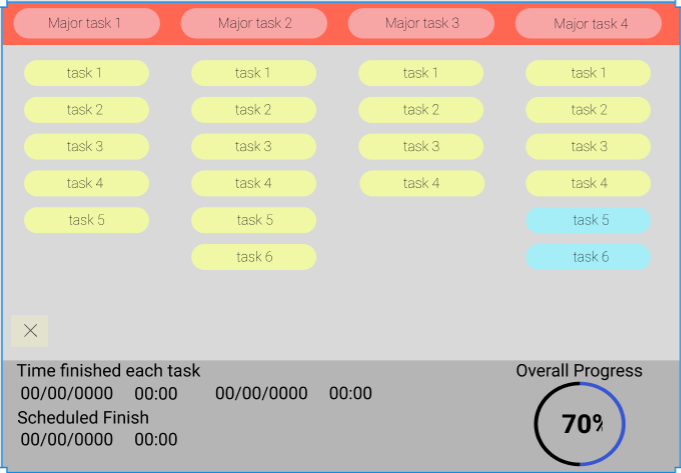 Major task 1 Major task 2 Major task 3 Major task 4
task 1 task 1 task 1 task 1
task 2 task 2 task 2 task 2
task 3 task 3 task 3 task 3
task 4 task 4 task 4 task 4
task 5 task 5 task 5
task 6 task 6
Time finished each task
00/00/0000 00:00 00/00/0000 00:00
Scheduled Finish
00/00/0000 00:00
Overall Progress
70%